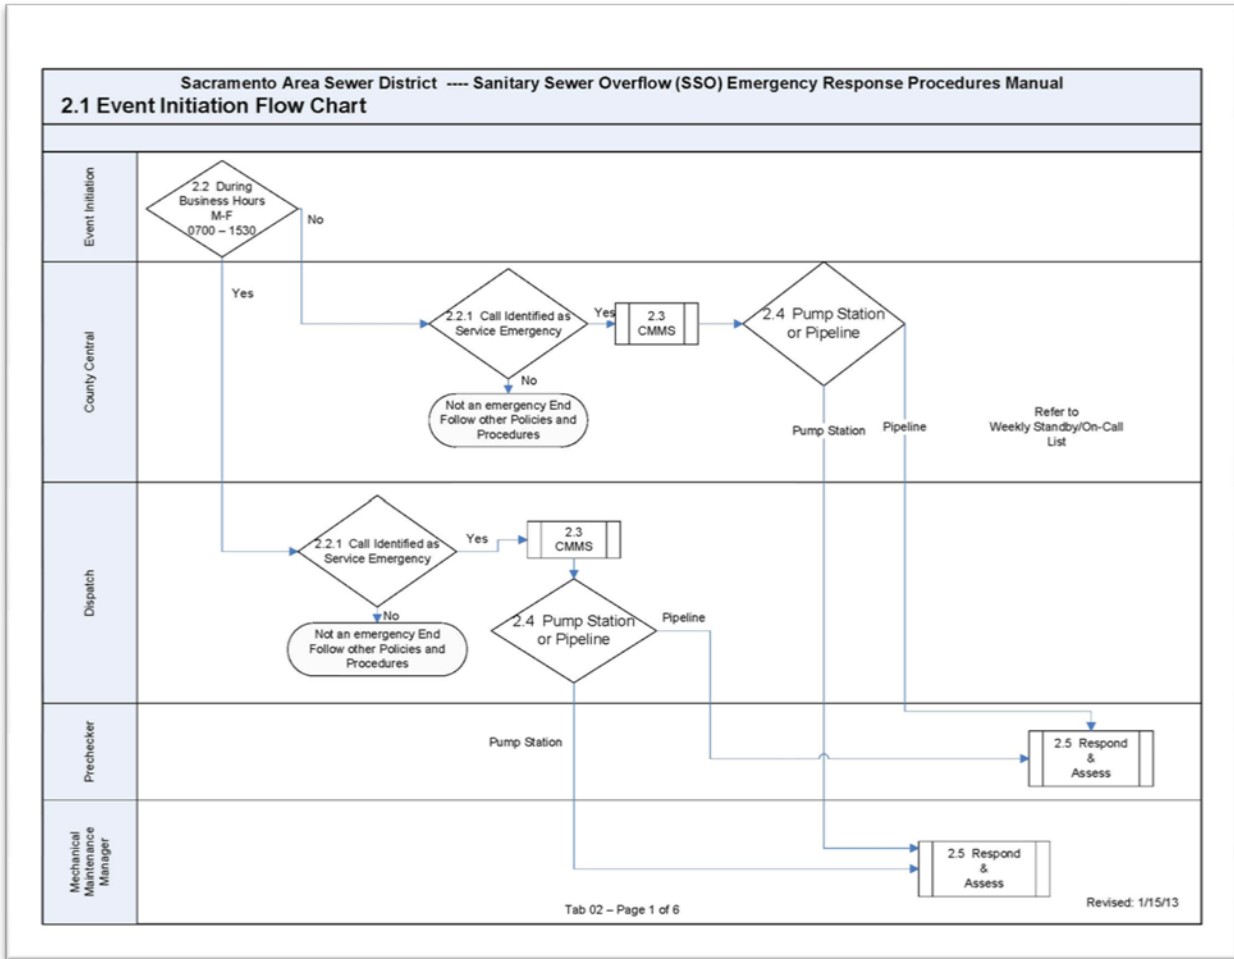 Sacramento Area Sewer District ---- Sanitary Sewer Overflow (SSO) Emergency Response Procedures Manual
2.1 Event Initiation Flow Chart
Event Initiation
2.2 During
Business Hours
M-F
0700 – 1530
No
Yes
County Central
2.2.1 Call Identified as
Service Emergency
Yes
2.3
CMMS
2.4 Pump Station
or Pipeline
No
Not an emergency End
Follow other Policies and
Procedures
Pump Station
Pipeline
Refer to
Weekly Standby/On-Call
List
Dispatch
2.2.1 Call Identified as
Service Emergency
Yes
2.3
CMMS
No
Not an emergency End
Follow other Policies and
Procedures
2.4 Pump Station
or Pipeline
Pipeline
Pump Station
Prechecker
2.5 Respond
&
Assess
Mechanical
Maintenance
Manager
2.5 Respond
&
Assess
Tab 02 – Page 1 of 6
Revised: 1/15/13